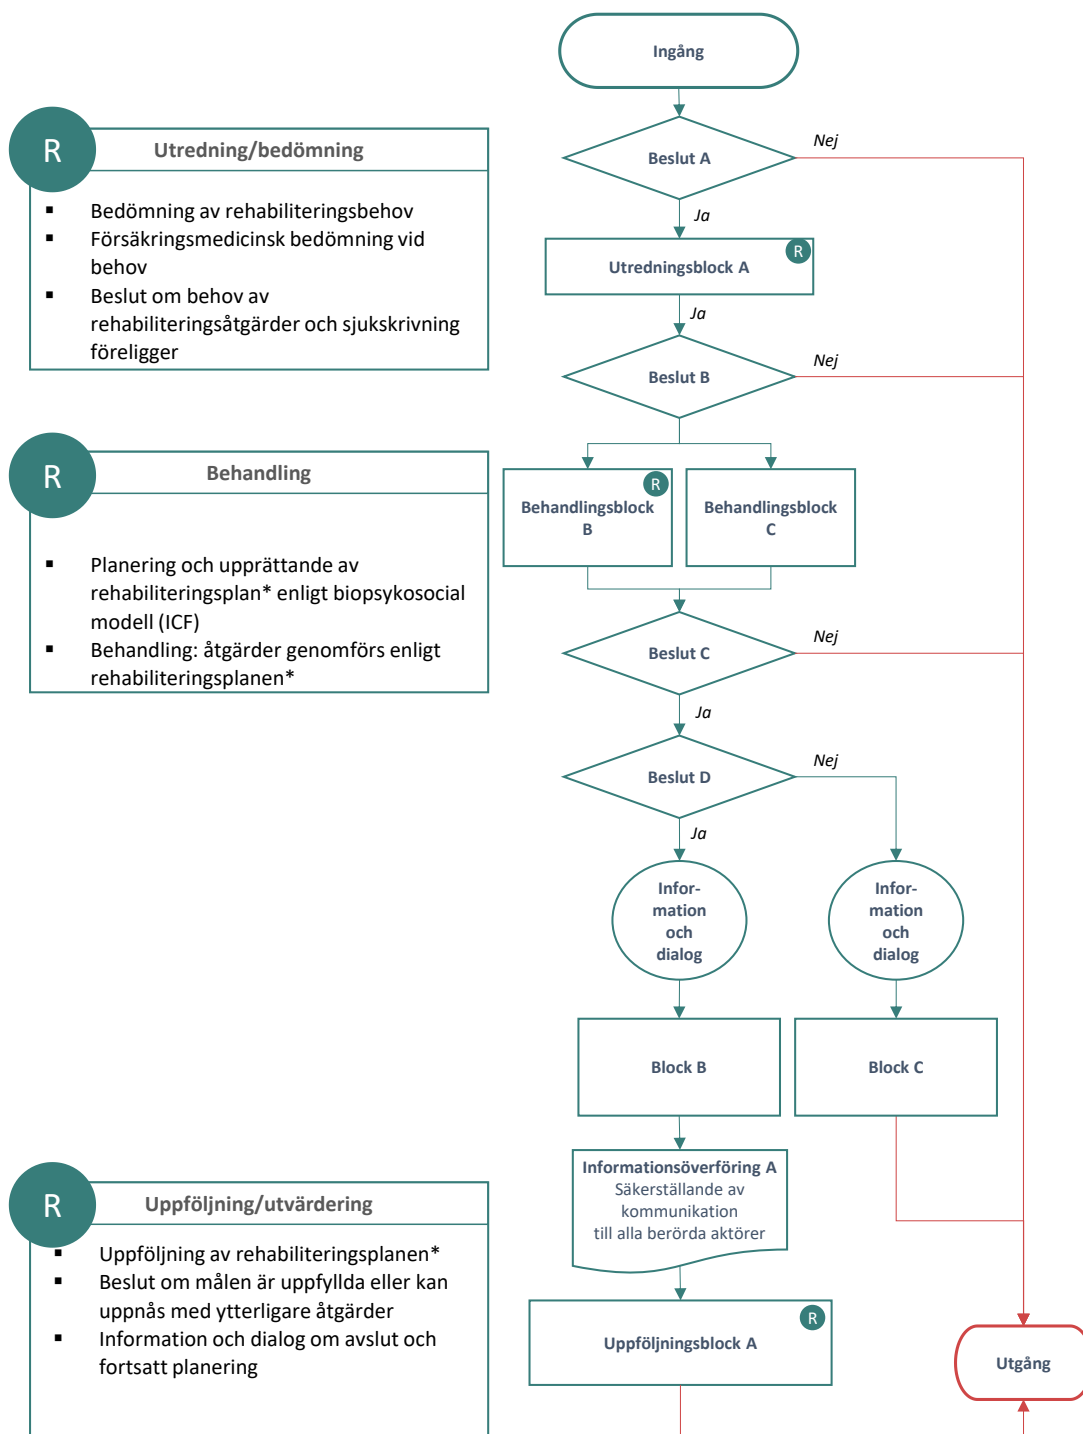 R
Utredning/bedömning
▪ Bedömning av rehabiliteringsbehov
▪ Försäkringsmedicinsk bedömning vid
behov
▪ Beslut om behov av
rehabiliteringsåtgärder och sjukskrivning
föreligger
R
Behandling
▪ Planering och upprättande av
rehabiliteringsplan* enligt biopsykosocial
modell (ICF)
▪ Behandling: åtgärder genomförs enligt
rehabiliteringsplanen*
R
Uppföljning/utvärdering
▪ Uppföljning av rehabiliteringsplanen*
▪ Beslut om målen är uppfyllda eller kan
uppnås med ytterligare åtgärder
▪ Information och dialog om avslut och
fortsatt planering
Ingång
Beslut A
Nej
Ja
Utredningsblock A
R
Ja
Beslut B
Nej
Behandlingsblock
B
R
Behandlingsblock
C
Beslut C
Nej
Ja
Beslut D
Nej
Ja
Infor-
mation
och
dialog
Infor-
mation
och
dialog
Block B
Block C
Informationsöverföring A
Säkerställande av
kommunikation
till alla berörda aktörer
Uppföljningsblock A
R
Utgång